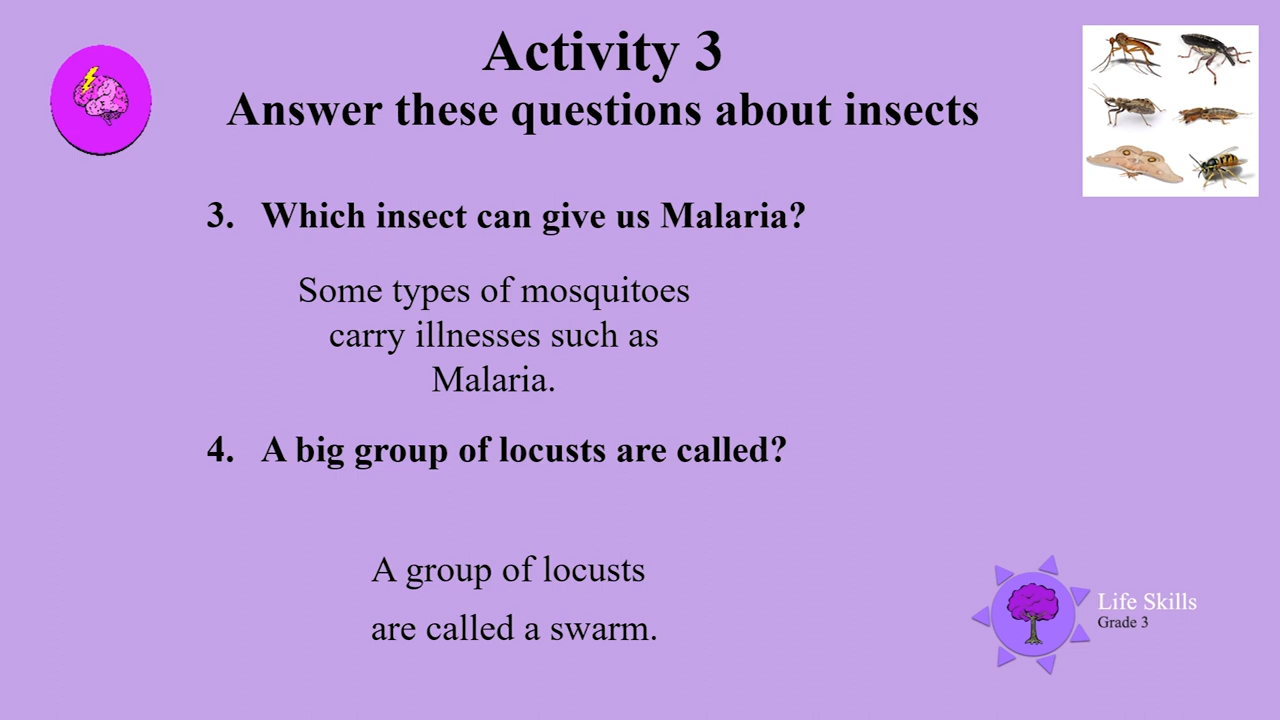 Activity 3
Answer these questions about insects
3. Which insect can give us Malaria?
Some types of mosquitoes
carry illnesses such as
Malaria.
4. A big group of locusts are called?
A group of locusts
are called a swarm.
Life Skills
Grade 3